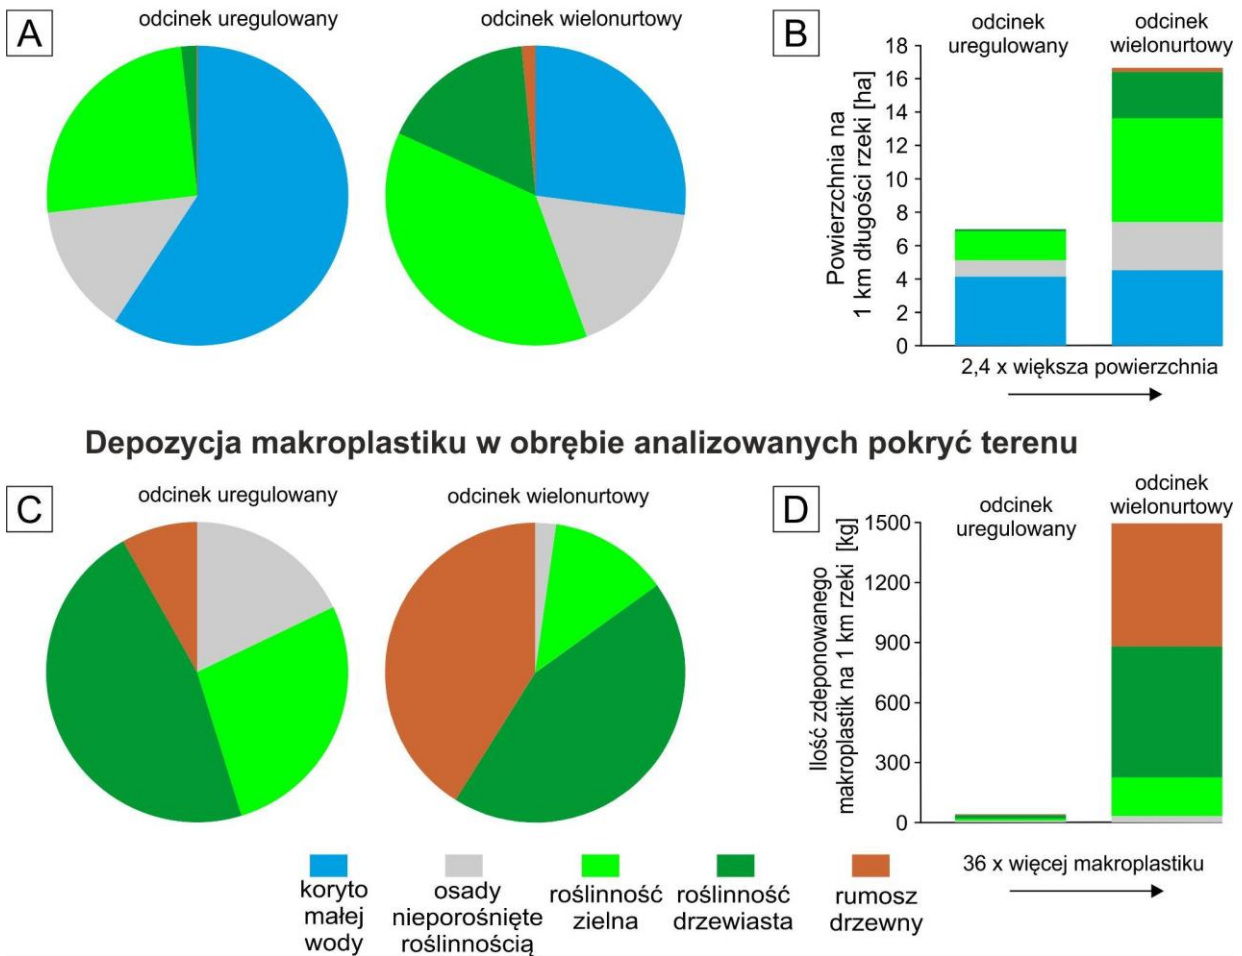 A
odcinek uregulowany
odcinek wielonurtowy
B
odcinek
uregulowany
odcinek
wielonurtowy
Powierzchnia na
1 km długości rzeki [ha]
18
16
14
12
10
8
6
4
2
0
2,4 x większa powierzchnia
Depozycja makroplastiku w obrębie analizowanych pokryć terenu
C
odcinek uregulowany
odcinek wielonurtowy
D
odcinek
uregulowany
odcinek
wielonurtowy
Ilość zdeponowanego
makroplastik na 1 km rzeki [kg]
1500
1200
900
600
300
0
36 x więcej makroplastiku
koryto
małej
wody
osady
nieporośnięte
roślinnością
roślinność
zielna
roślinność
drzewiasta
rumosz
drzewny